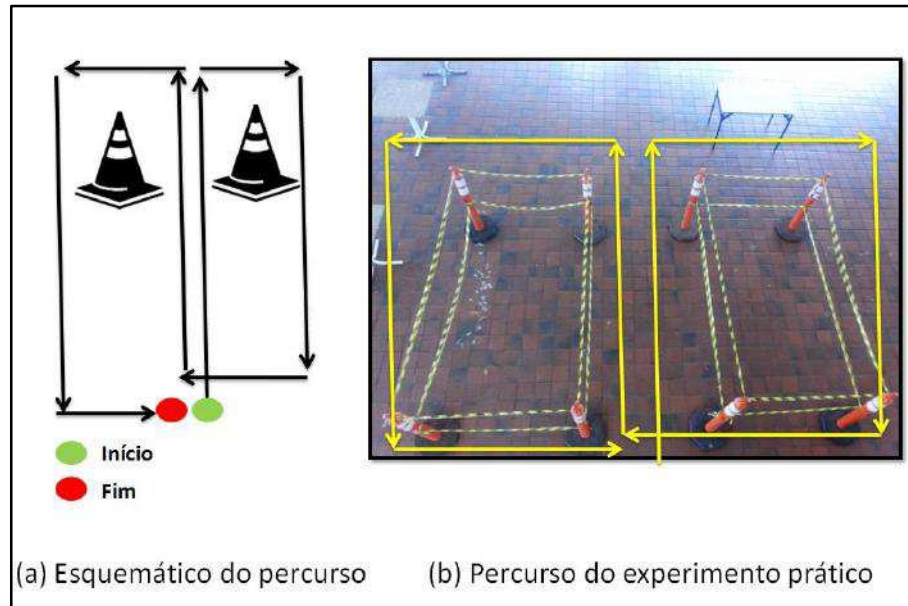 Início
Fim
(a) Esquemático do percurso
(b) Percurso do experimento prático